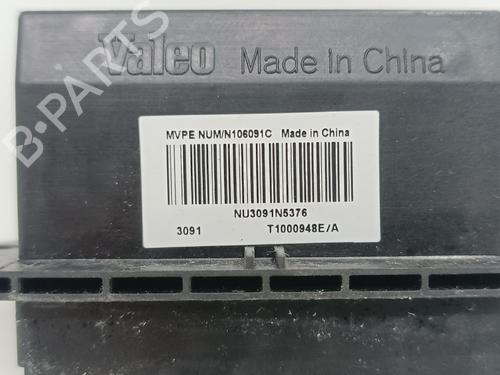 B-PARTS
Valeo Made in China
MVPE NUM/N106091C Made in China
NU3091N5376
3091 T1000948E/A